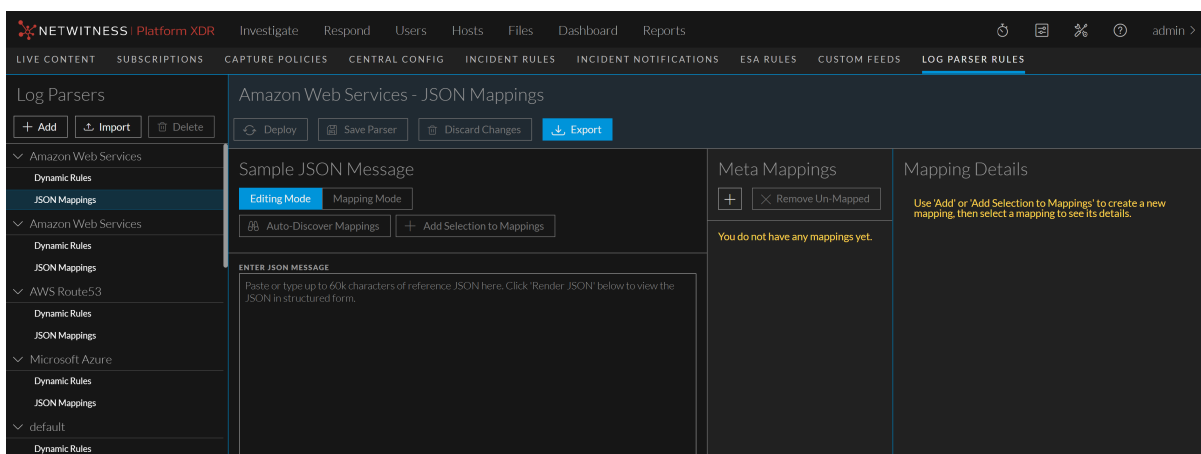 NETWITNESS Platform XDR Investigate Respond Users Hosts Files Dashboard Reports admin >
LIVE CONTENT SUBSCRIPTIONS CAPTURE POLICIES CENTRAL CONFIG INCIDENT RULES INCIDENT NOTIFICATIONS ESA RULES CUSTOM FEEDS LOG PARSER RULES
Log Parsers
+ Add Import Delete
Amazon Web Services
Dynamic Rules
JSON Mappings
Amazon Web Services
Dynamic Rules
JSON Mappings
AWS Route53
Dynamic Rules
JSON Mappings
Microsoft Azure
Dynamic Rules
JSON Mappings
default
Dynamic Rules
Amazon Web Services - JSON Mappings
Deploy Save Parser Discard Changes Export
Sample JSON Message
Editing Mode Mapping Mode
Auto-Discover Mappings + Add Selection to Mappings
ENTER JSON MESSAGE
Paste or type up to 60k characters of reference JSON here. Click 'Render JSON' below to view the
JSON in structured form.
Meta Mappings
+ Remove Un-Mapped
You do not have any mappings yet.
Mapping Details
Use 'Add' or 'Add Selection to Mappings' to create a new
mapping, then select a mapping to see its details.